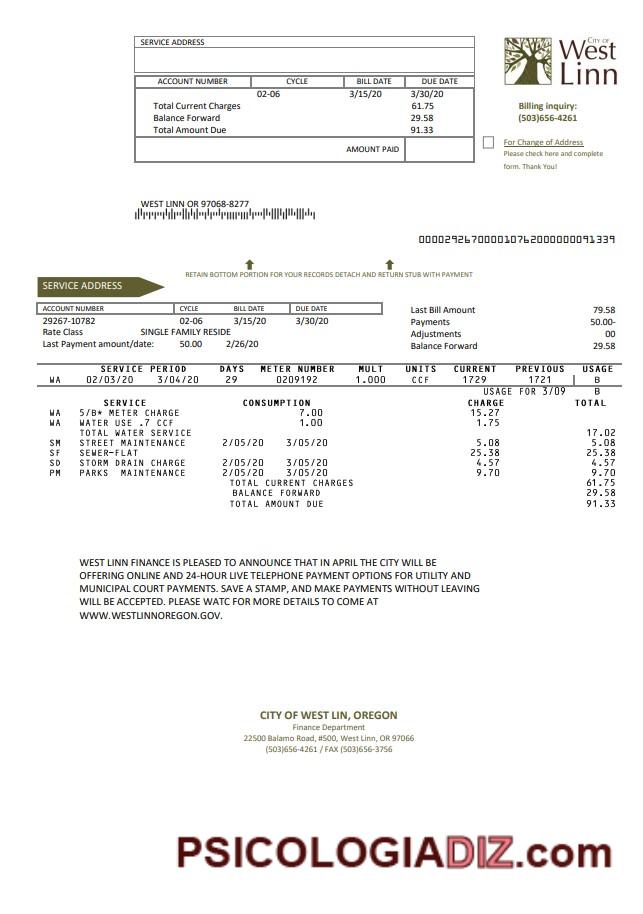 SERVICE ADDRESS
CITY OF
West
Linn
ACCOUNT NUMBER CYCLE BILL DATE DUE DATE
02-06 3/15/20 3/30/20
Total Current Charges 61.75
Balance Forward 29.58
Total Amount Due 91.33
AMOUNT PAID
Billing inquiry:
(503)656-4261
For Change of Address
Please check here and complete
form. Thank You!
WEST LINN OR 97068-8277
0000292670000107620000000091339
RETAIN BOTTOM PORTION FOR YOUR RECORDS DETACH AND RETURN STUB WITH PAYMENT
SERVICE ADDRESS
ACCOUNT NUMBER CYCLE BILL DATE DUE DATE
29267-10782 02-06 3/15/20 3/30/20
Rate Class SINGLE FAMILY RESIDE
Last Payment amount/date: 50.00 2/26/20
Last Bill Amount 79.58
Payments 50.00-
Adjustments 00
Balance Forward 29.58
SERVICE PERIOD DAYS METER NUMBER MULT UNITS CURRENT PREVIOUS USAGE
WA 02/03/20 3/04/20 29 0209192 1.000 CCF 1729 1721 B
USAGE FOR 3/09 B
SERVICE CONSUMPTION CHARGE TOTAL
WA 5/B* METER CHARGE 7.00 15.27
WA WATER USE .7 CCF 1.00 1.75
TOTAL WATER SERVICE 17.02
SM STREET MAINTENANCE 2/05/20 3/05/20 5.08 5.08
SF SEWER-FLAT 25.38 25.38
SD STORM DRAIN CHARGE 2/05/20 3/05/20 4.57 4.57
PM PARKS MAINTENANCE 2/05/20 3/05/20 9.70 9.70
TOTAL CURRENT CHARGES 61.75
BALANCE FORWARD 29.58
TOTAL AMOUNT DUE 91.33
WEST LINN FINANCE IS PLEASED TO ANNOUNCE THAT IN APRIL THE CITY WILL BE
OFFERING ONLINE AND 24-HOUR LIVE TELEPHONE PAYMENT OPTIONS FOR UTILITY AND
MUNICIPAL COURT PAYMENTS. SAVE A STAMP, AND MAKE PAYMENTS WITHOUT LEAVING
WILL BE ACCEPTED. PLEASE WATC FOR MORE DETAILS TO COME AT
WWW.WESTLINNOREGON.GOV.
CITY OF WEST LIN, OREGON
Finance Department
22500 Balamo Road, #500, West Linn, OR 97066
(503)656-4261 / FAX (503)656-3756
PSICOLOGIADIZ.com